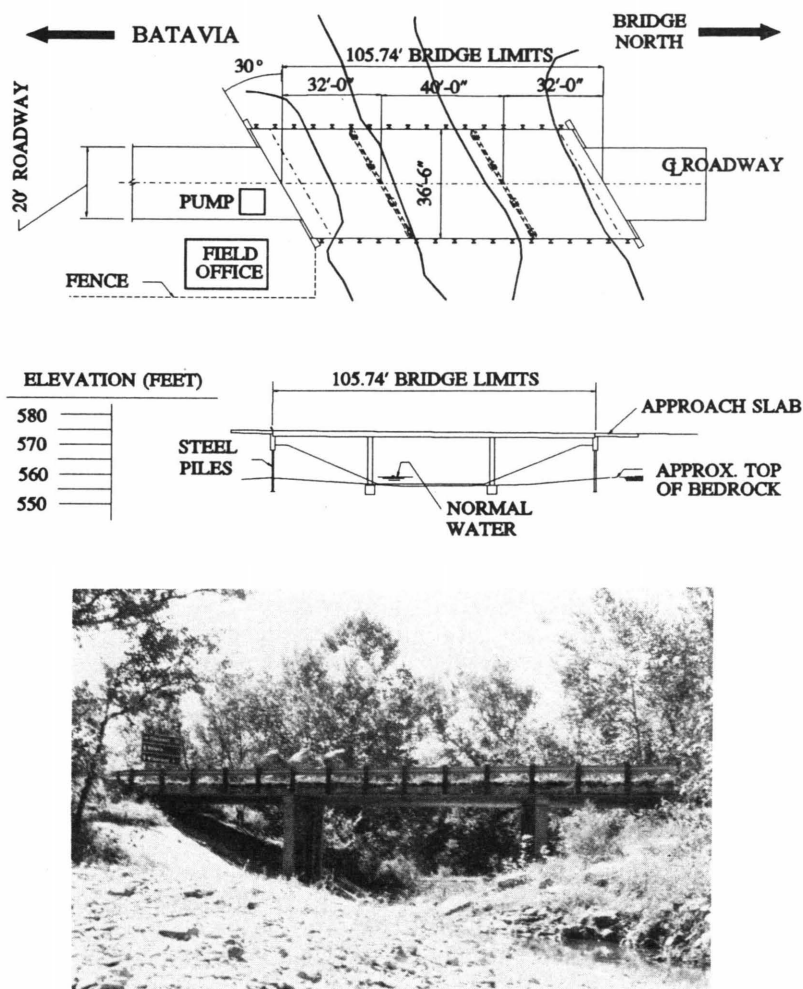 BATAVIA
BRIDGE
NORTH
105.74' BRIDGE LIMITS
30°
32'-0"
40'-0"
32'-0"
20' ROADWAY
36'-6"
℄ ROADWAY
PUMP
FIELD
OFFICE
FENCE
ELEVATION (FEET)
580
570
560
550
105.74' BRIDGE LIMITS
APPROACH SLAB
STEEL
PILES
NORMAL
WATER
APPROX. TOP
OF BEDROCK